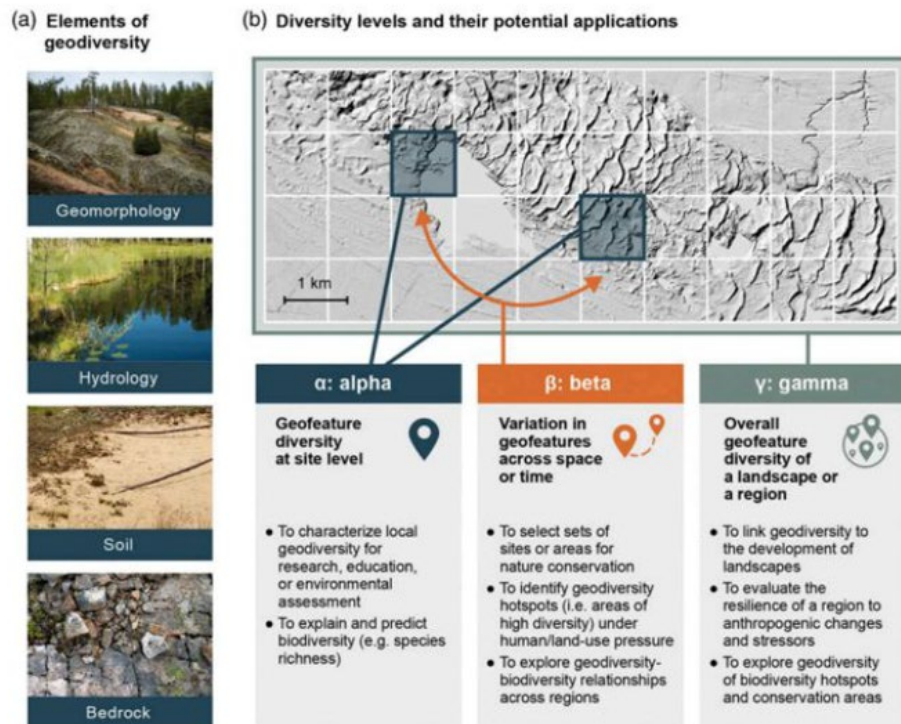 (a) Elements of
geodiversity
Geomorphology
Hydrology
Soil
Bedrock
(b) Diversity levels and their potential applications
1 km
α: alpha
Geofeature
diversity
at site level
• To characterize local
geodiversity for
research, education,
or environmental
assessment
• To explain and predict
biodiversity (e.g. species
richness)
β: beta
Variation in
geofeatures
across space
or time
• To select sets of
sites or areas for
nature conservation
• To identify geodiversity
hotspots (i.e. areas of
high diversity) under
human/land-use pressure
• To explore geodiversity-
biodiversity relationships
across regions
γ: gamma
Overall
geofeature
diversity of
a landscape or
a region
• To link geodiversity to
the development of
landscapes
• To evaluate the
resilience of a region to
anthropogenic changes
and stressors
• To explore geodiversity
of biodiversity hotspots
and conservation areas